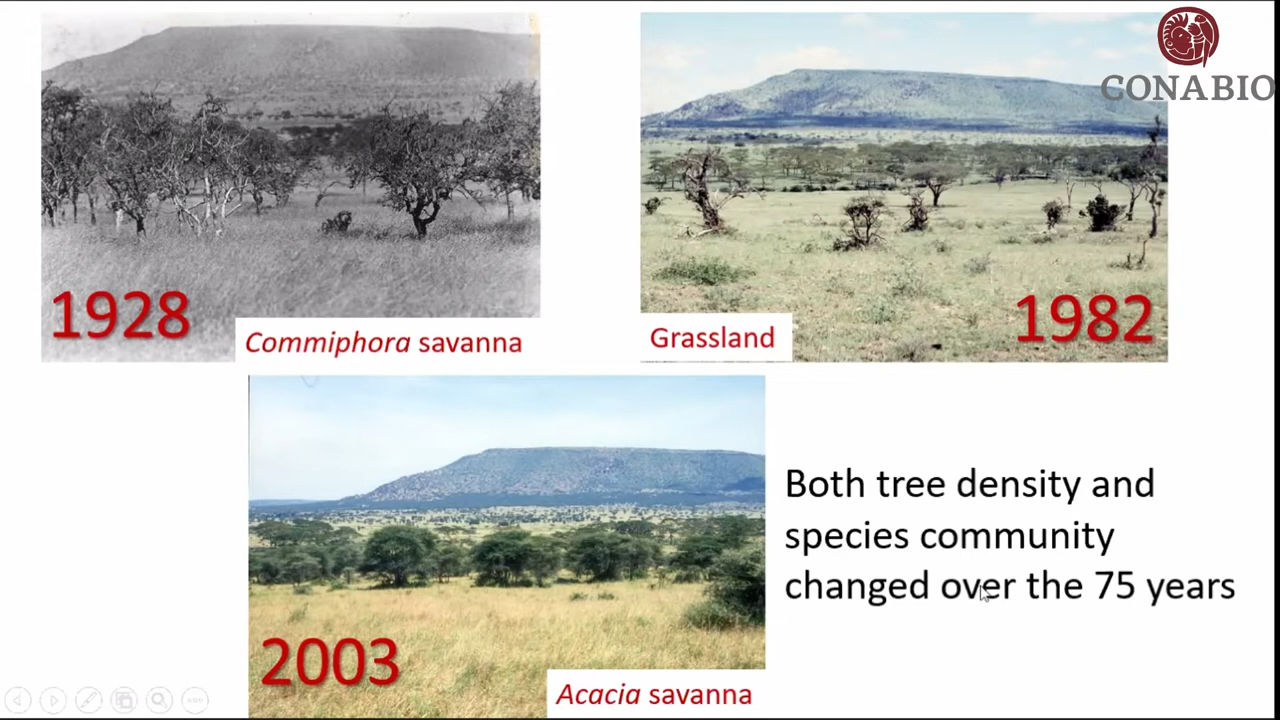 CONABIO
1928
Commiphora savanna
Grassland
1982
2003
Acacia savanna
Both tree density and
species community
changed over the 75 years